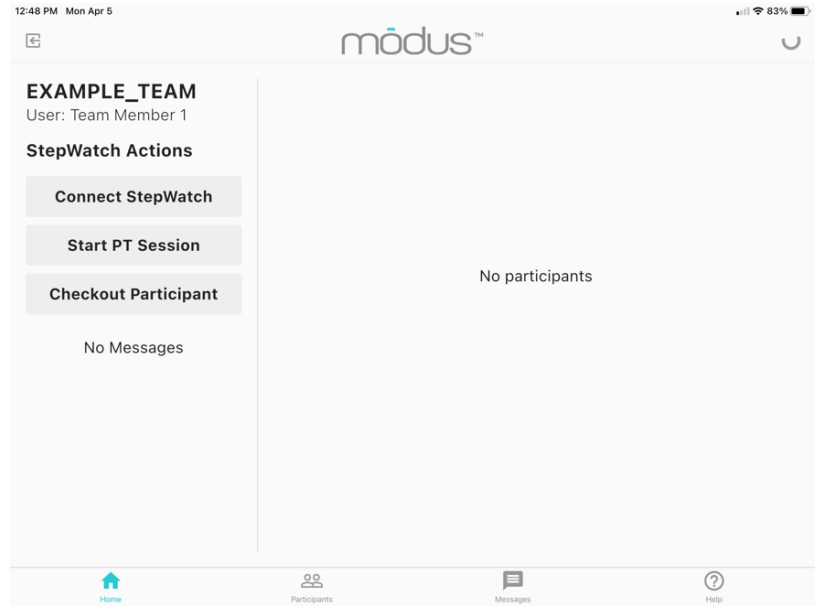 12:48 PM Mon Apr 5
83%
mōdus™
EXAMPLE_TEAM
User: Team Member 1
StepWatch Actions
Connect StepWatch
Start PT Session
Checkout Participant
No Messages
No participants
Home
Participants
Messages
Help